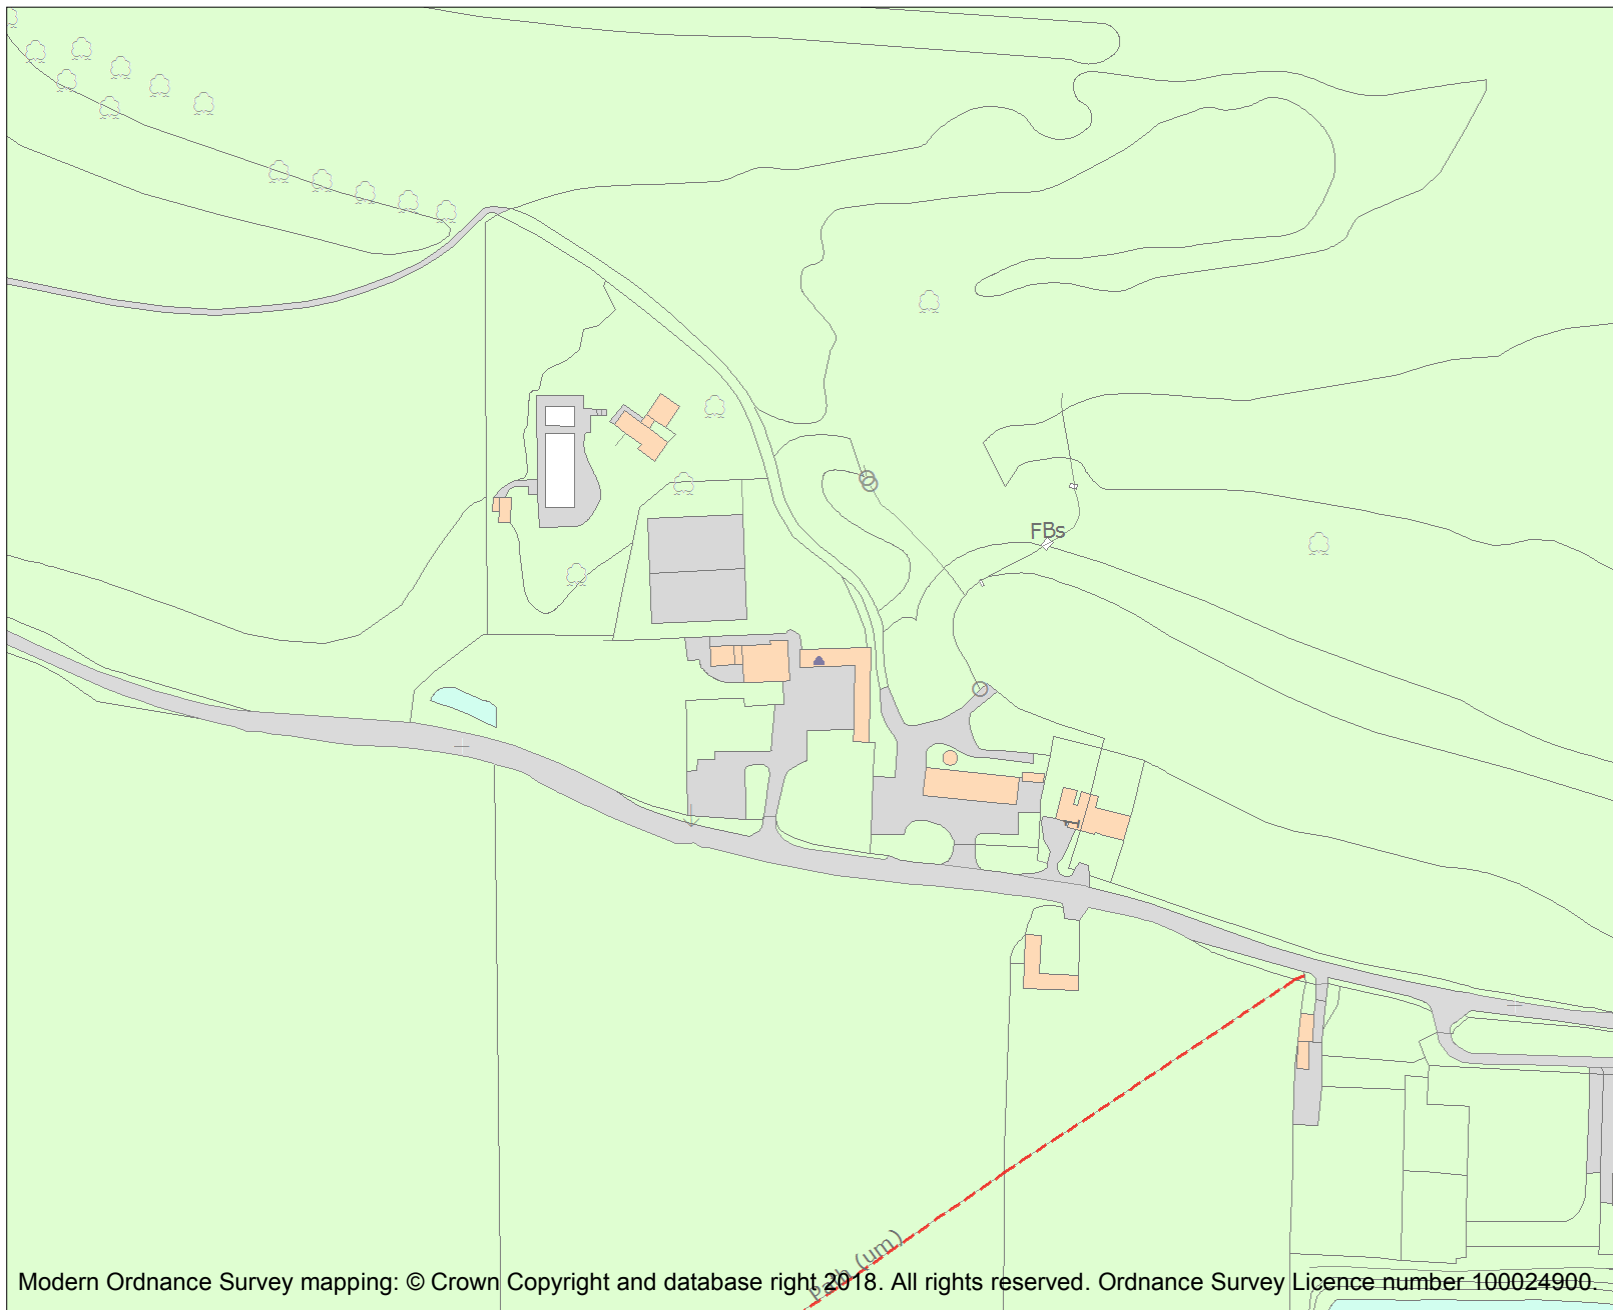 FBs
1
Path (um)
Modern Ordnance Survey mapping: © Crown Copyright and database right 2018. All rights reserved. Ordnance Survey Licence number 100024900.